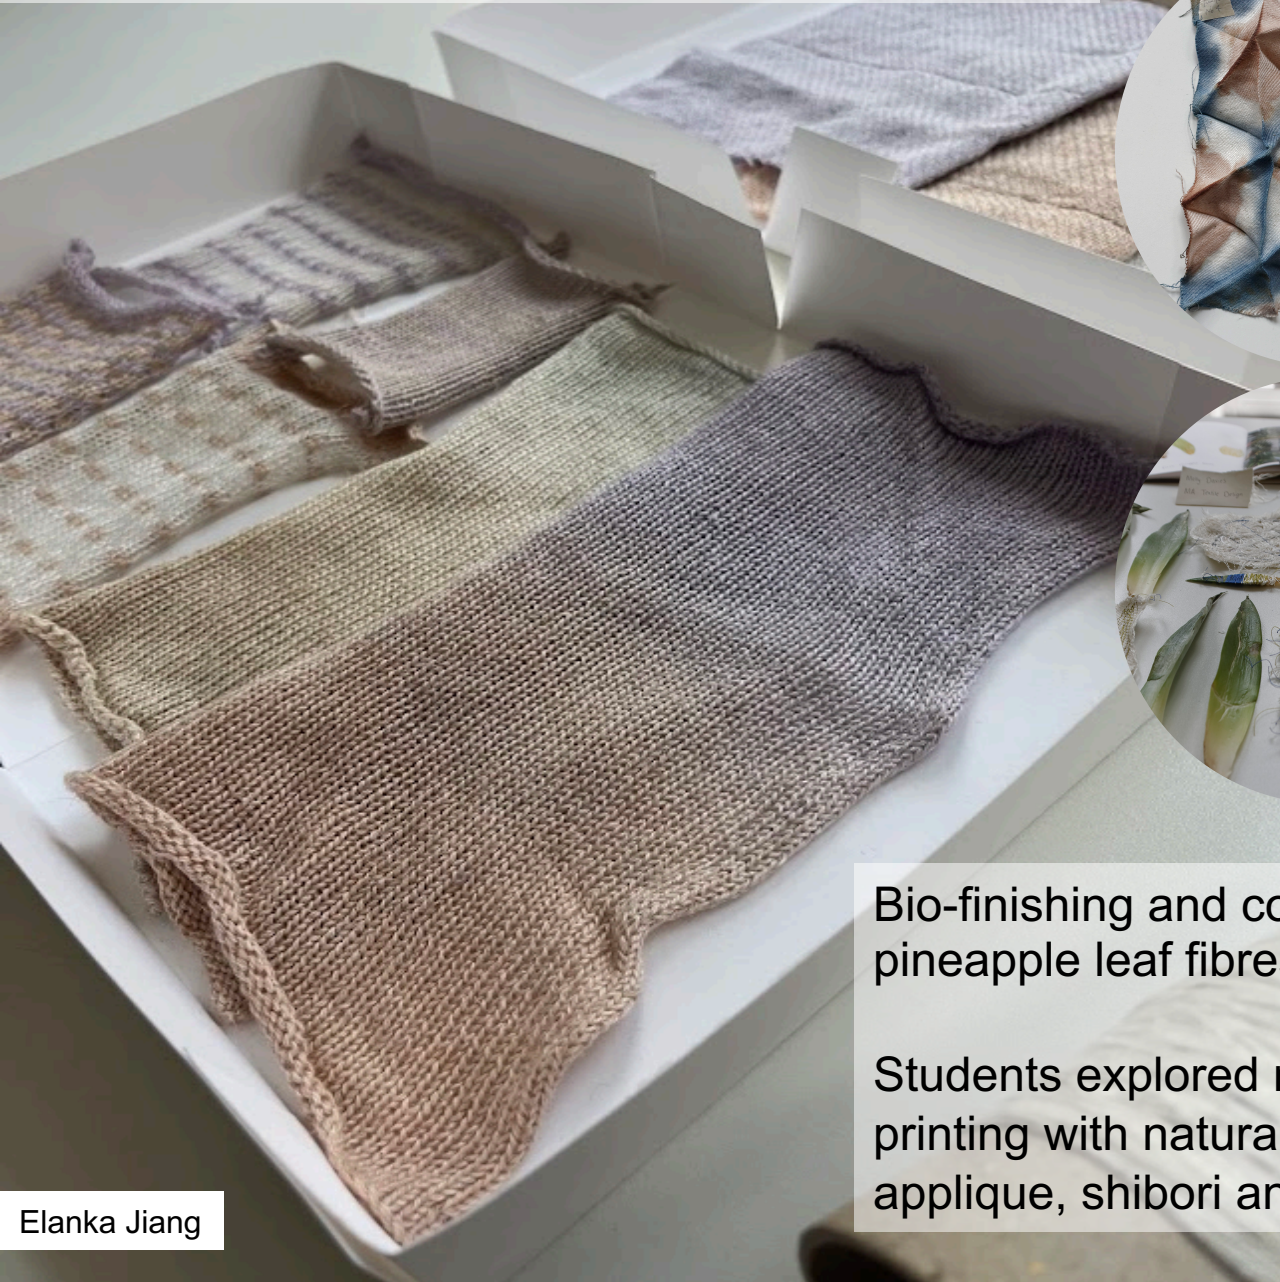 Bio-finishing and co
pineapple leaf fibre
Students explored
printing with natura
applique, shibori an
Elanka Jiang